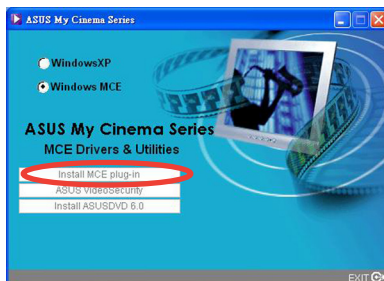 ASUS My Cinema Series
WindowsXP
Windows MCE
ASUS My Cinema Series
MCE Drivers & Utilities
Install MCE plug-in
ASUS VideoSecurity
Install ASUSDVD 6.0
EXIT